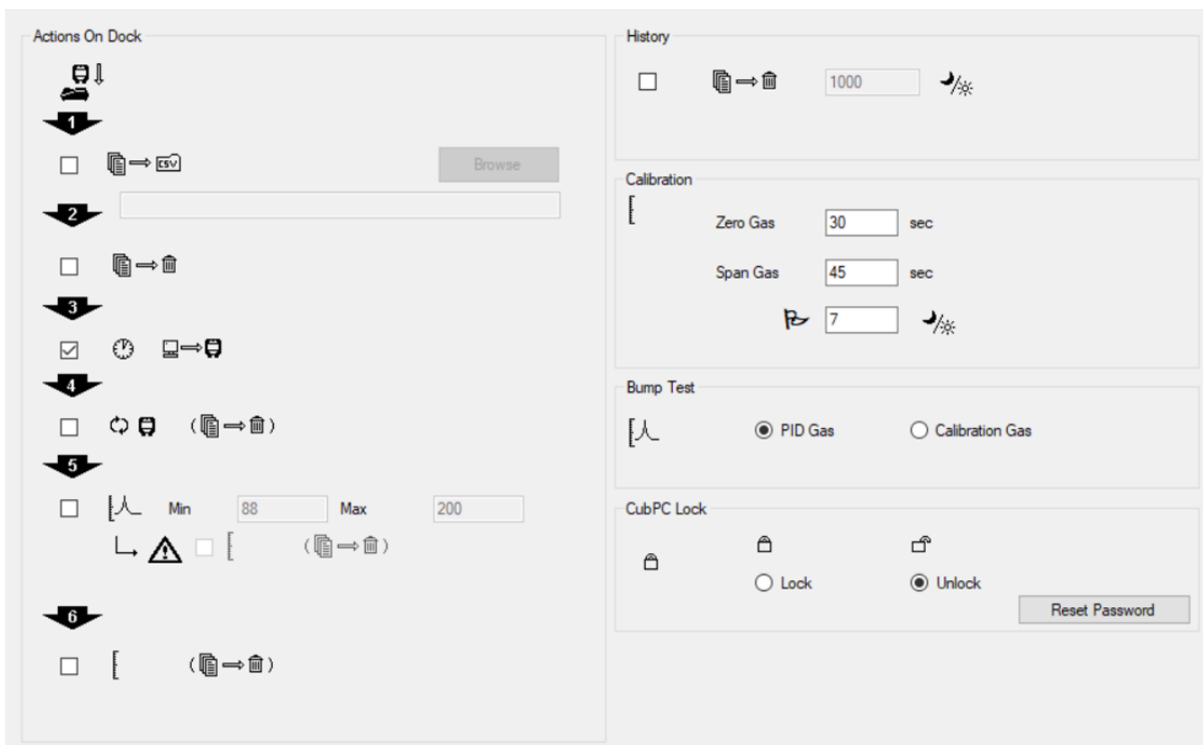 Actions On Dock
1
CSV
Browse
2
3
4
5
Min 88 Max 200
6
History
1000
Calibration
Zero Gas 30 sec
Span Gas 45 sec
7
Bump Test
PID Gas Calibration Gas
CubPC Lock
Lock Unlock
Reset Password